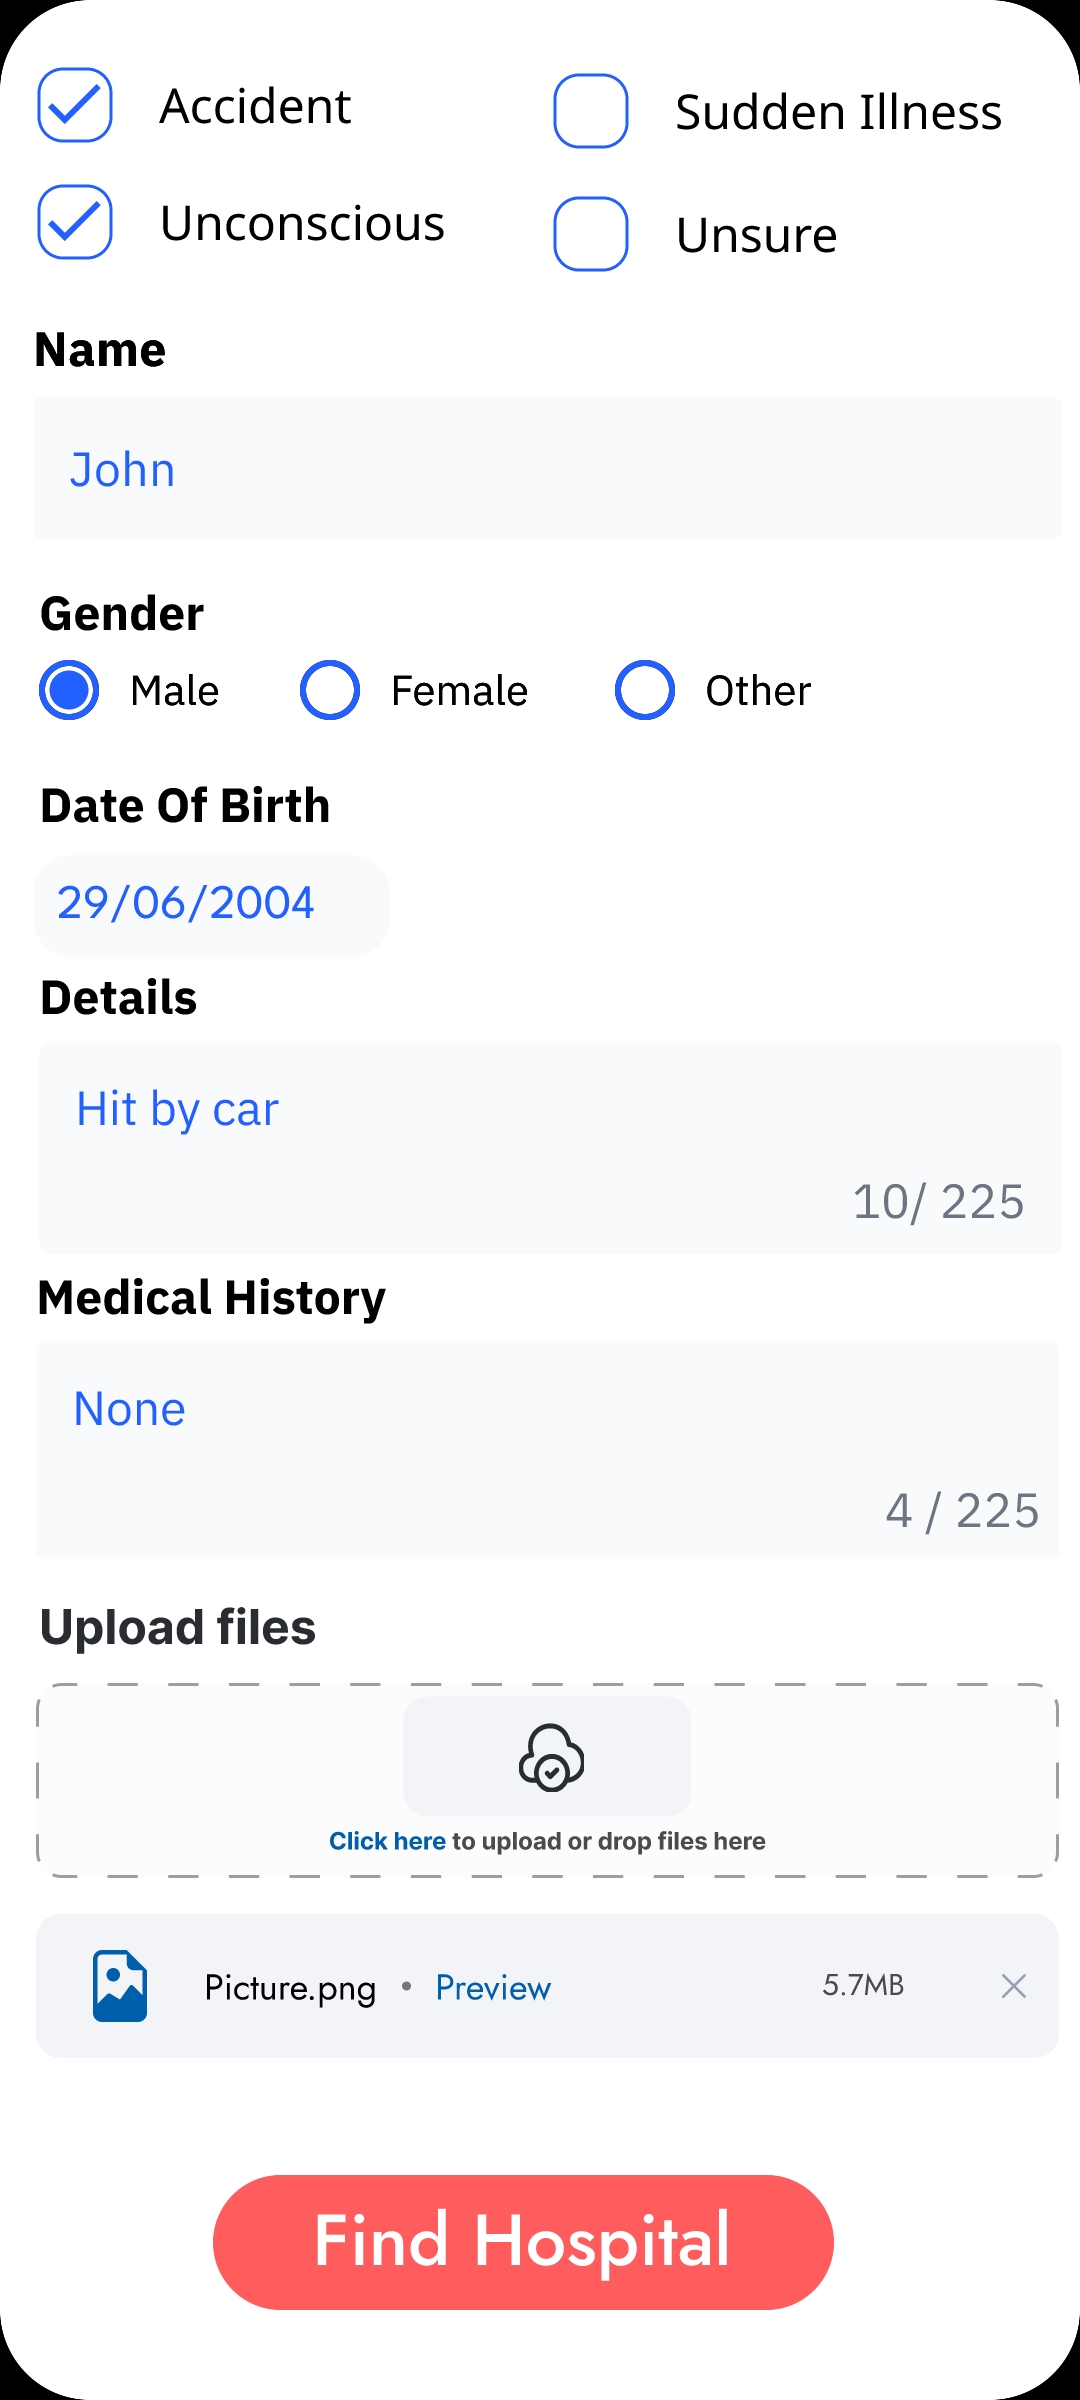 Accident
Sudden Illness
Unconscious
Unsure
Name
John
Gender
Male
Female
Other
Date Of Birth
29/06/2004
Details
Hit by car
10/ 225
Medical History
None
4 / 225
Upload files
Click here to upload or drop files here
Picture.png • Preview 5.7MB
Find Hospital